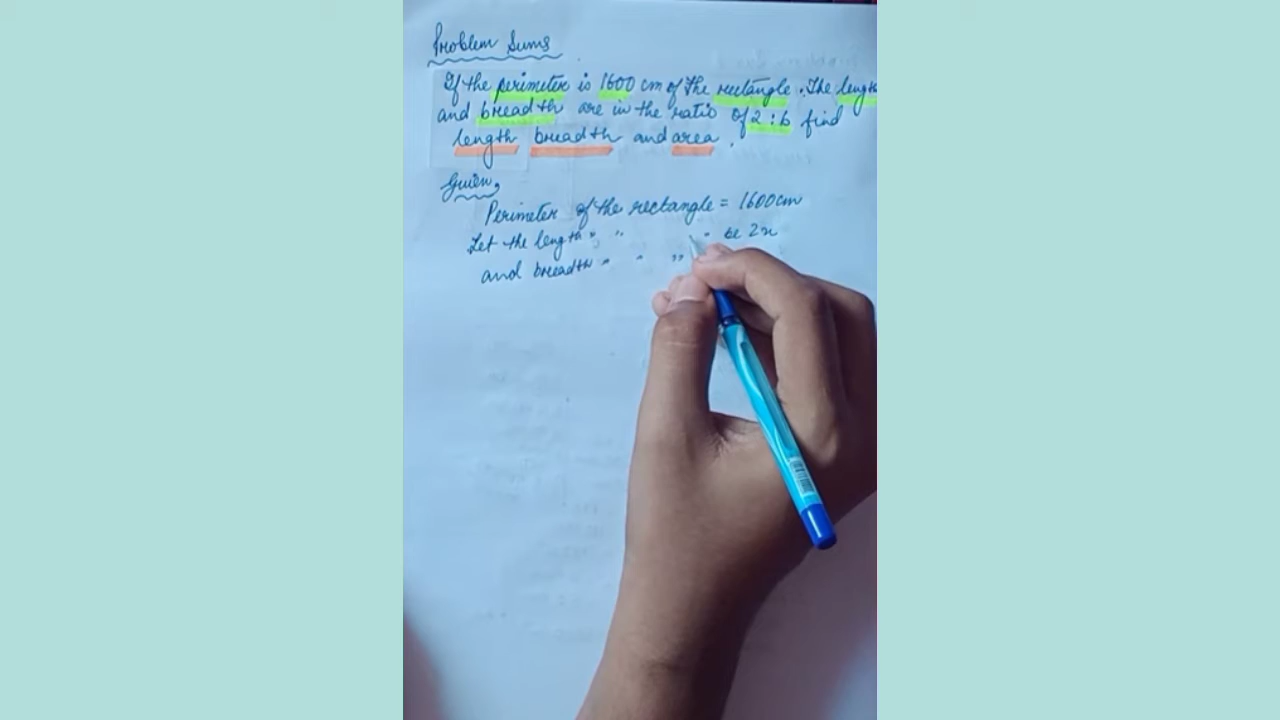 Problem Sums
If the perimeter is 1600 cm of the rectangle. The length
and breadth are in the ratio of 2:6 find
length breadth and area.
Given,
Perimeter of the rectangle = 1600cm
Let the length " " " be 2x
and breadth " " "